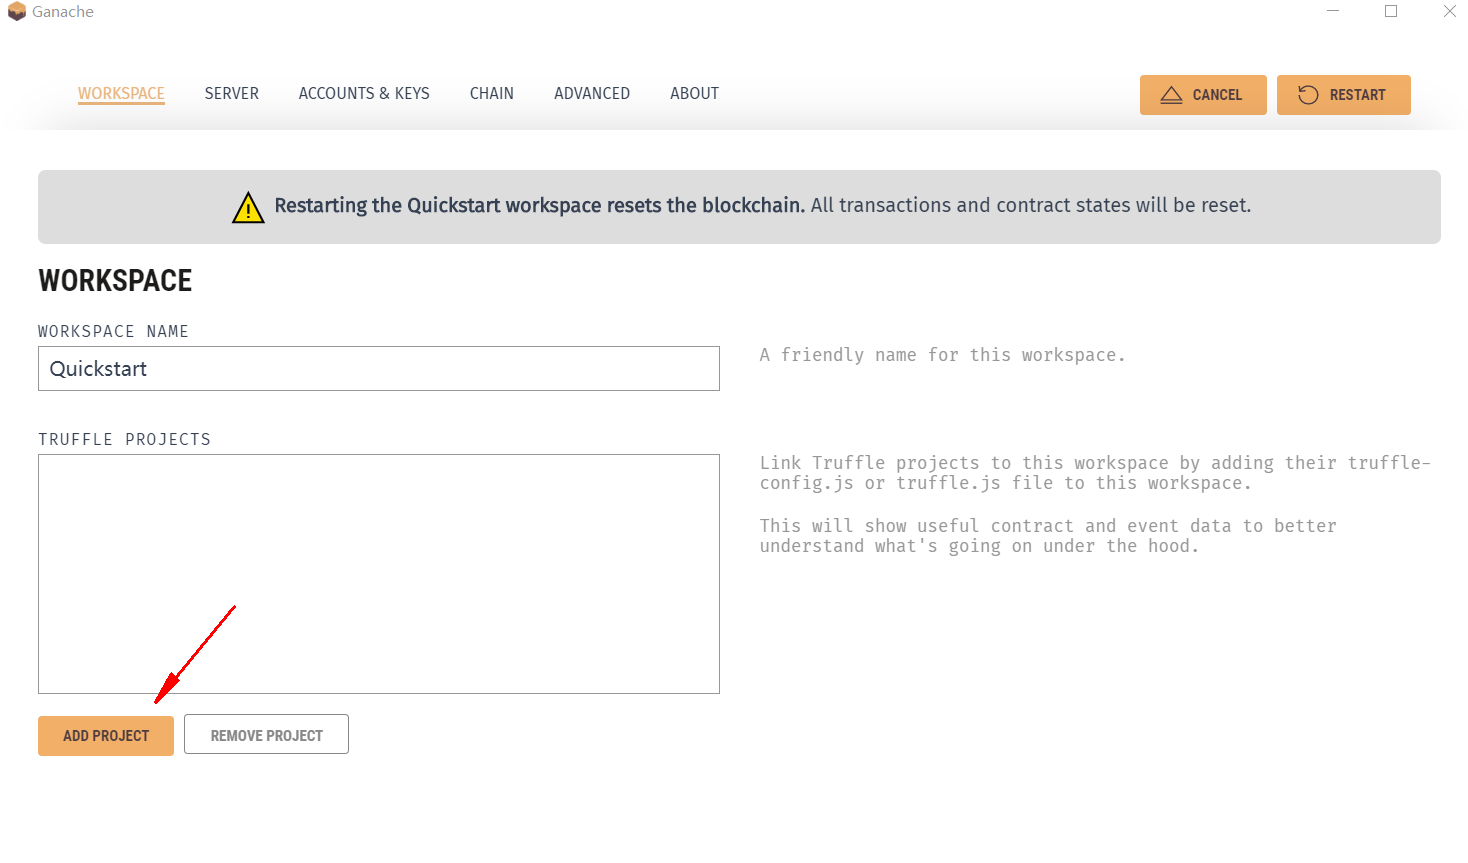 Ganache
WORKSPACE SERVER ACCOUNTS & KEYS CHAIN ADVANCED ABOUT CANCEL RESTART
Restarting the Quickstart workspace resets the blockchain. All transactions and contract states will be reset.
WORKSPACE
WORKSPACE NAME
Quickstart
A friendly name for this workspace.
TRUFFLE PROJECTS
Link Truffle projects to this workspace by adding their truffle-
config.js or truffle.js file to this workspace.
This will show useful contract and event data to better
understand what's going on under the hood.
ADD PROJECT REMOVE PROJECT